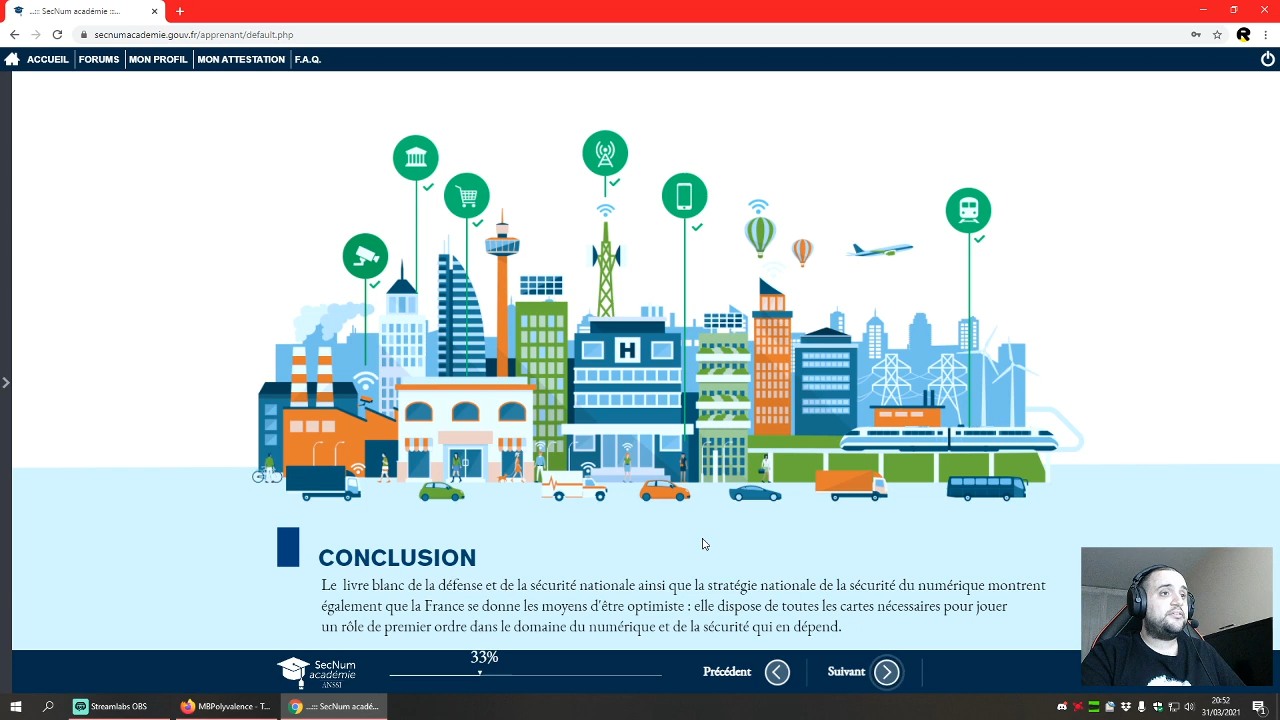 ..:: SecNum académie ::...
secnumacademie.gouv.fr/apprenant/default.php
ACCUEIL
FORUMS
MON PROFIL
MON ATTESTATION
F.A.Q.
H
CONCLUSION
Le livre blanc de la défense et de la sécurité nationale ainsi que la stratégie nationale de la sécurité du numérique montrent
également que la France se donne les moyens d'être optimiste : elle dispose de toutes les cartes nécessaires pour jouer
un rôle de premier ordre dans le domaine du numérique et de la sécurité qui en dépend.
SecNum
académie
ANSSI
33%
Précédent
Suivant
Streamlabs OBS
MBPolyvalence - T...
..:: SecNum acadé...
20:52
31/03/2021